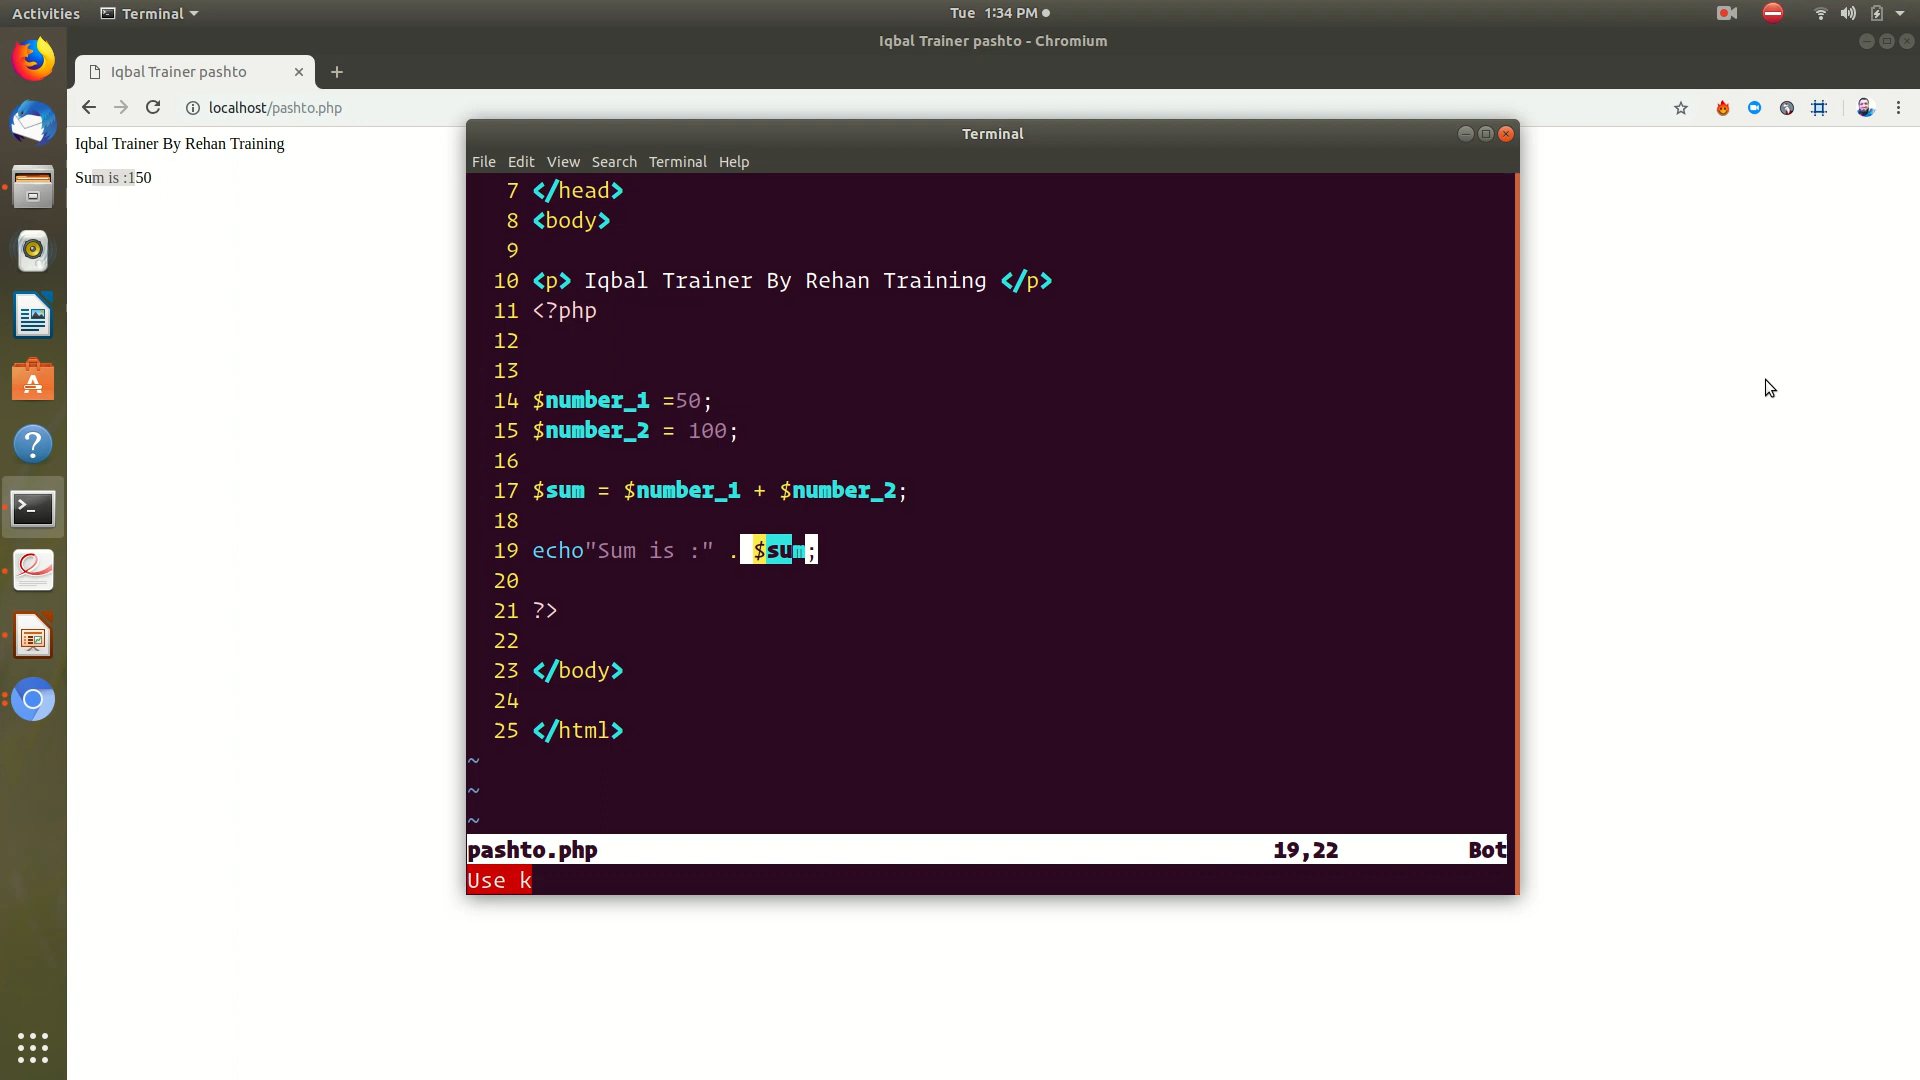 Activities
Terminal
Tue 1:34 PM
Iqbal Trainer pashto - Chromium
Iqbal Trainer pashto
localhost/pashto.php
Iqbal Trainer By Rehan Training
Sum is :150
Terminal
File Edit View Search Terminal Help
7 </head>
8 <body>
9
10 <p> Iqbal Trainer By Rehan Training </p>
11 <?php
12
13
14 $number_1 =50;
15 $number_2 = 100;
16
17 $sum = $number_1 + $number_2;
18
19 echo"Sum is :" . $sum;
20
21 ?>
22
23 </body>
24
25 </html>
~
~
~
pashto.php 19,22 Bot
Use k